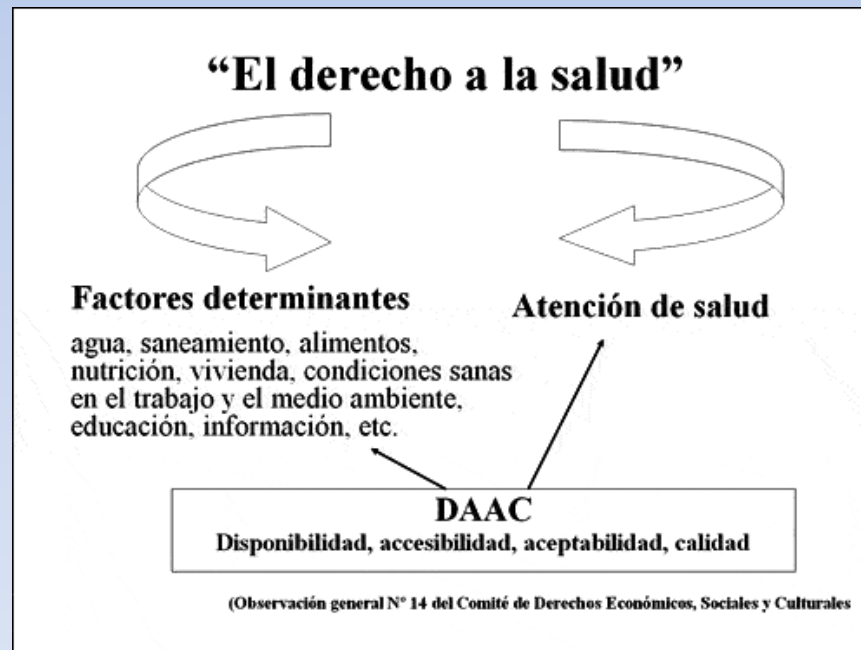 “El derecho a la salud”
Factores determinantes
agua, saneamiento, alimentos,
nutrición, vivienda, condiciones sanas
en el trabajo y el medio ambiente,
educación, información, etc.
Atención de salud
DAAC
Disponibilidad, accesibilidad, aceptabilidad, calidad
(Observación general Nº 14 del Comité de Derechos Económicos, Sociales y Culturales